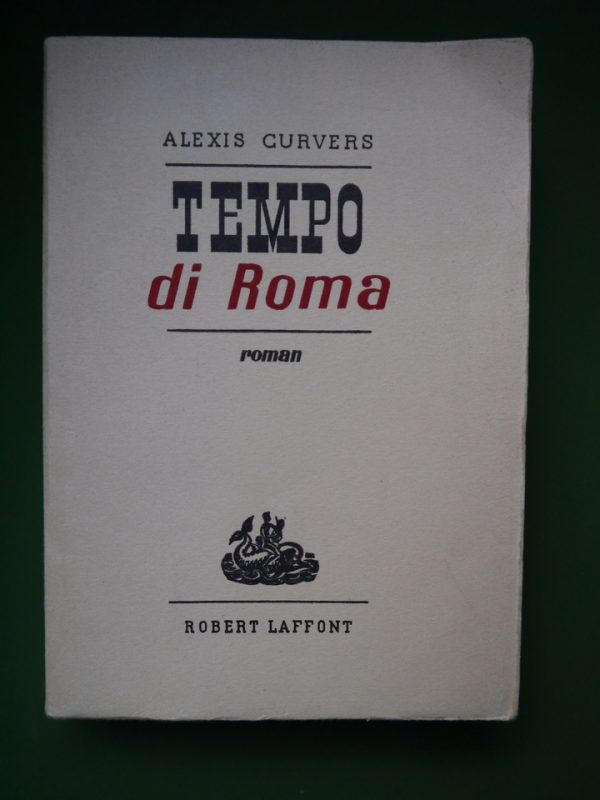 ALEXIS CURVERS
TEMPO
di Roma
roman
ROBERT LAFFONT